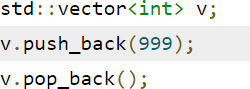 std::vector<int> v;
v.push_back(999);
v.pop_back();